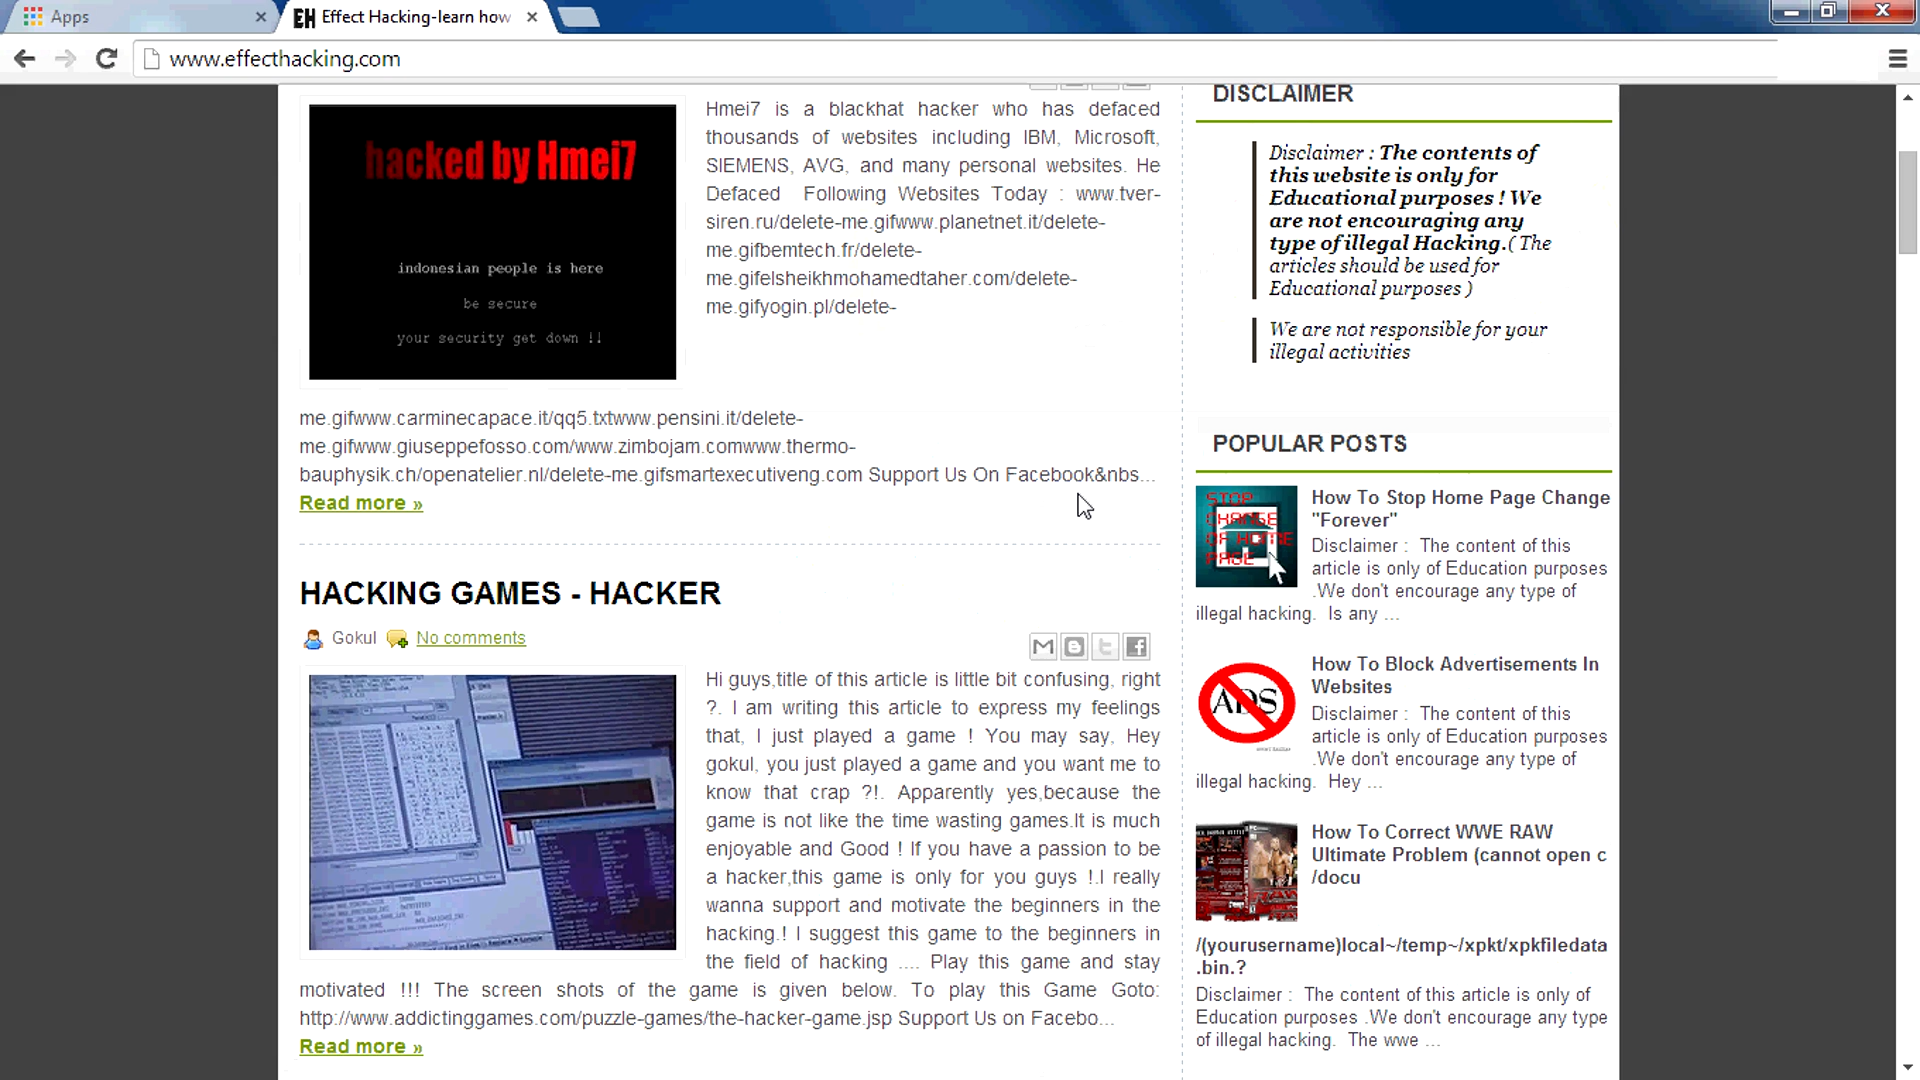 Apps
EH Effect Hacking-learn how
www.effecthacking.com
hacked by Hmei7
indonesian people is here
be secure
your security get down !!
Hmei7 is a blackhat hacker who has defaced
thousands of websites including IBM, Microsoft,
SIEMENS, AVG, and many personal websites. He
Defaced Following Websites Today : www.tver-
siren.ru/delete-me.gifwww.planetnet.it/delete-
me.gifbemtech.fr/delete-
me.gifelsheikhmohamedtaher.com/delete-
me.gifyogin.pl/delete-
me.gifwww.carminecapace.it/qq5.txtwww.pensini.it/delete-
me.gifwww.giuseppefosso.com/www.zimbojam.comwww.thermo-
bauphysik.ch/openatelier.nl/delete-me.gifsmartexecutiveng.com Support Us On Facebook&nbs...
Read more »
HACKING GAMES - HACKER
Gokul No comments
Hi guys,title of this article is little bit confusing, right
?. I am writing this article to express my feelings
that, I just played a game ! You may say, Hey
gokul, you just played a game and you want me to
know that crap ?!. Apparently yes,because the
game is not like the time wasting games.It is much
enjoyable and Good ! If you have a passion to be
a hacker,this game is only for you guys !.I really
wanna support and motivate the beginners in the
hacking.! I suggest this game to the beginners in
the field of hacking .... Play this game and stay
motivated !!! The screen shots of the game is given below. To play this Game Goto:
http://www.addictinggames.com/puzzle-games/the-hacker-game.jsp Support Us on Facebo...
Read more »
DISCLAIMER
Disclaimer : The contents of
this website is only for
Educational purposes ! We
are not encouraging any
type of illegal Hacking.( The
articles should be used for
Educational purposes )
We are not responsible for your
illegal activities
POPULAR POSTS
STOP
CHANGE
OF HOME
PAGE
How To Stop Home Page Change
"Forever"
Disclaimer : The content of this
article is only of Education purposes
.We don't encourage any type of
illegal hacking. Is any ...
ADS
How To Block Advertisements In
Websites
Disclaimer : The content of this
article is only of Education purposes
.We don't encourage any type of
illegal hacking. Hey ...
How To Correct WWE RAW
Ultimate Problem (cannot open c
/docu
/(yourusername)local~/temp~/xpkt/xpkfiledata
.bin.?
Disclaimer : The content of this article is only of
Education purposes .We don't encourage any type
of illegal hacking. The wwe ...